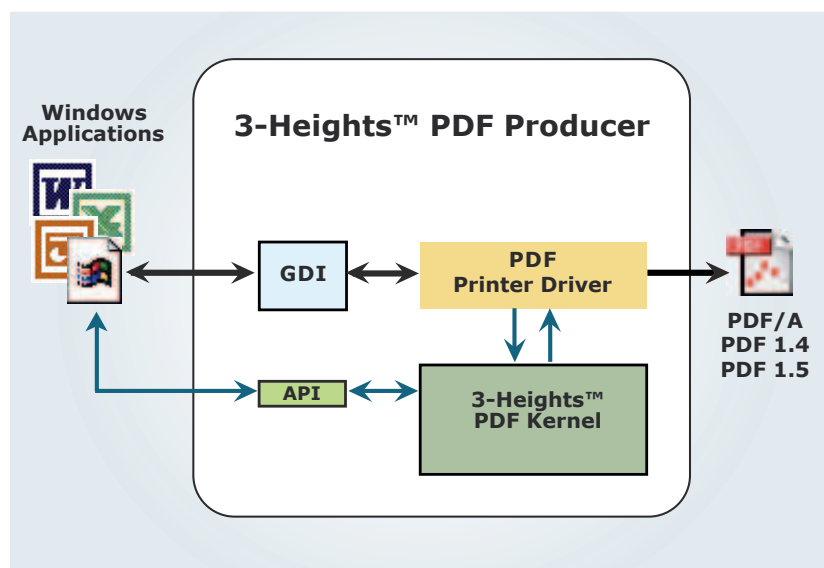 3-Heights™ PDF Producer
Windows
Applications
W
X
GDI
PDF
Printer Driver
PDF/A
PDF 1.4
PDF 1.5
API
3-Heights™
PDF Kernel